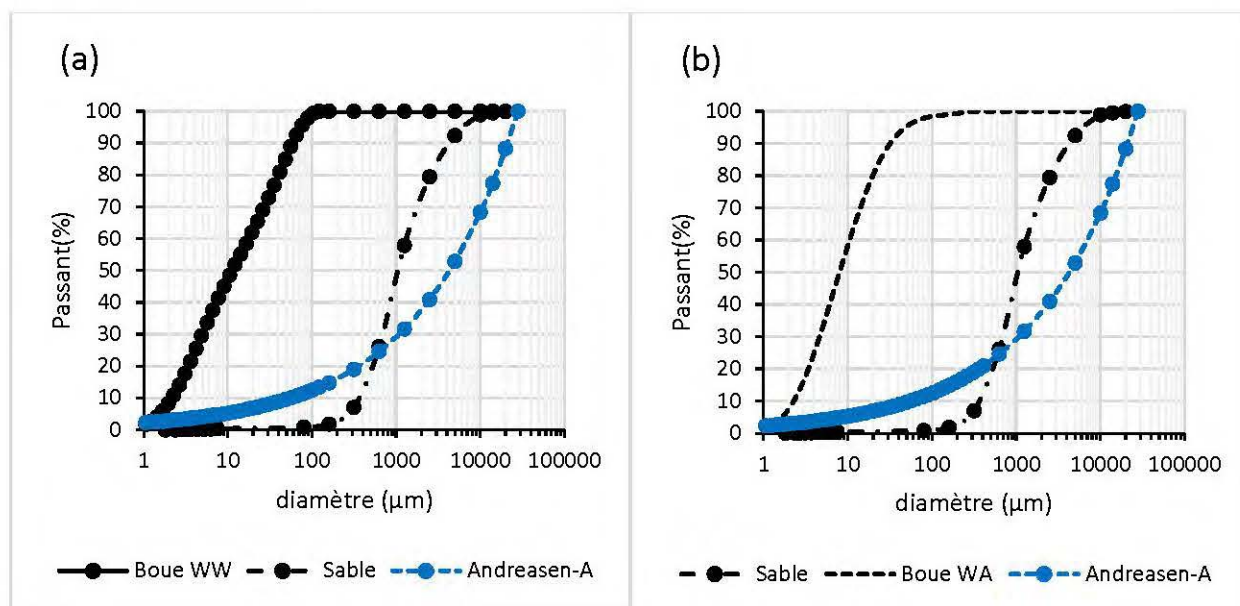 (a)
100
90
80
70
60
50
40
30
20
10
0
Passant(%)
1 10 100 1000 10000 100000
diamètre (µm)
Boue WW Sable Andreasen-A
(b)
100
90
80
70
60
50
40
30
20
10
0
Passant(%)
1 10 100 1000 10000 100000
diamètre (µm)
Sable Boue WA Andreasen-A